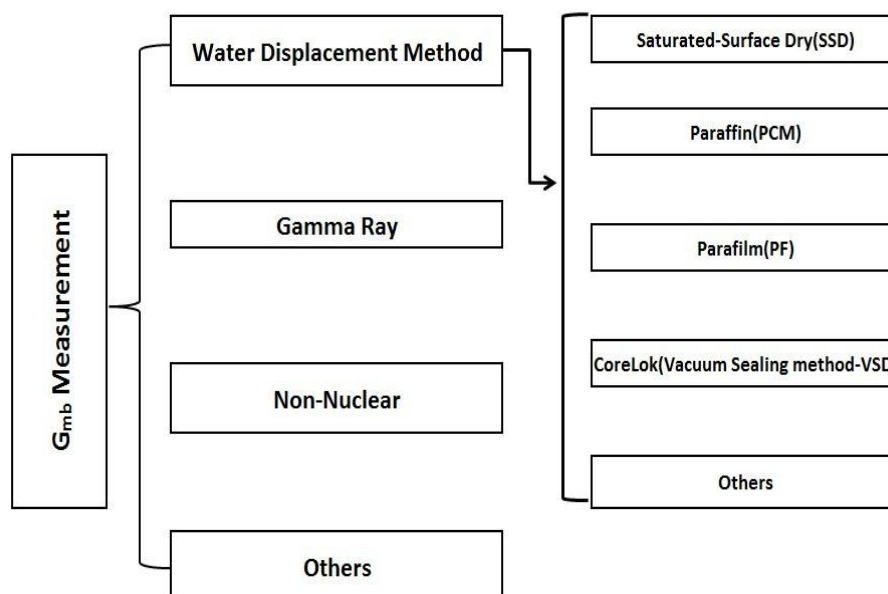 Gmb Measurement
Water Displacement Method
Gamma Ray
Non-Nuclear
Others
Saturated-Surface Dry(SSD)
Paraffin(PCM)
Parafilm(PF)
CoreLok(Vacuum Sealing method-VSD
Others